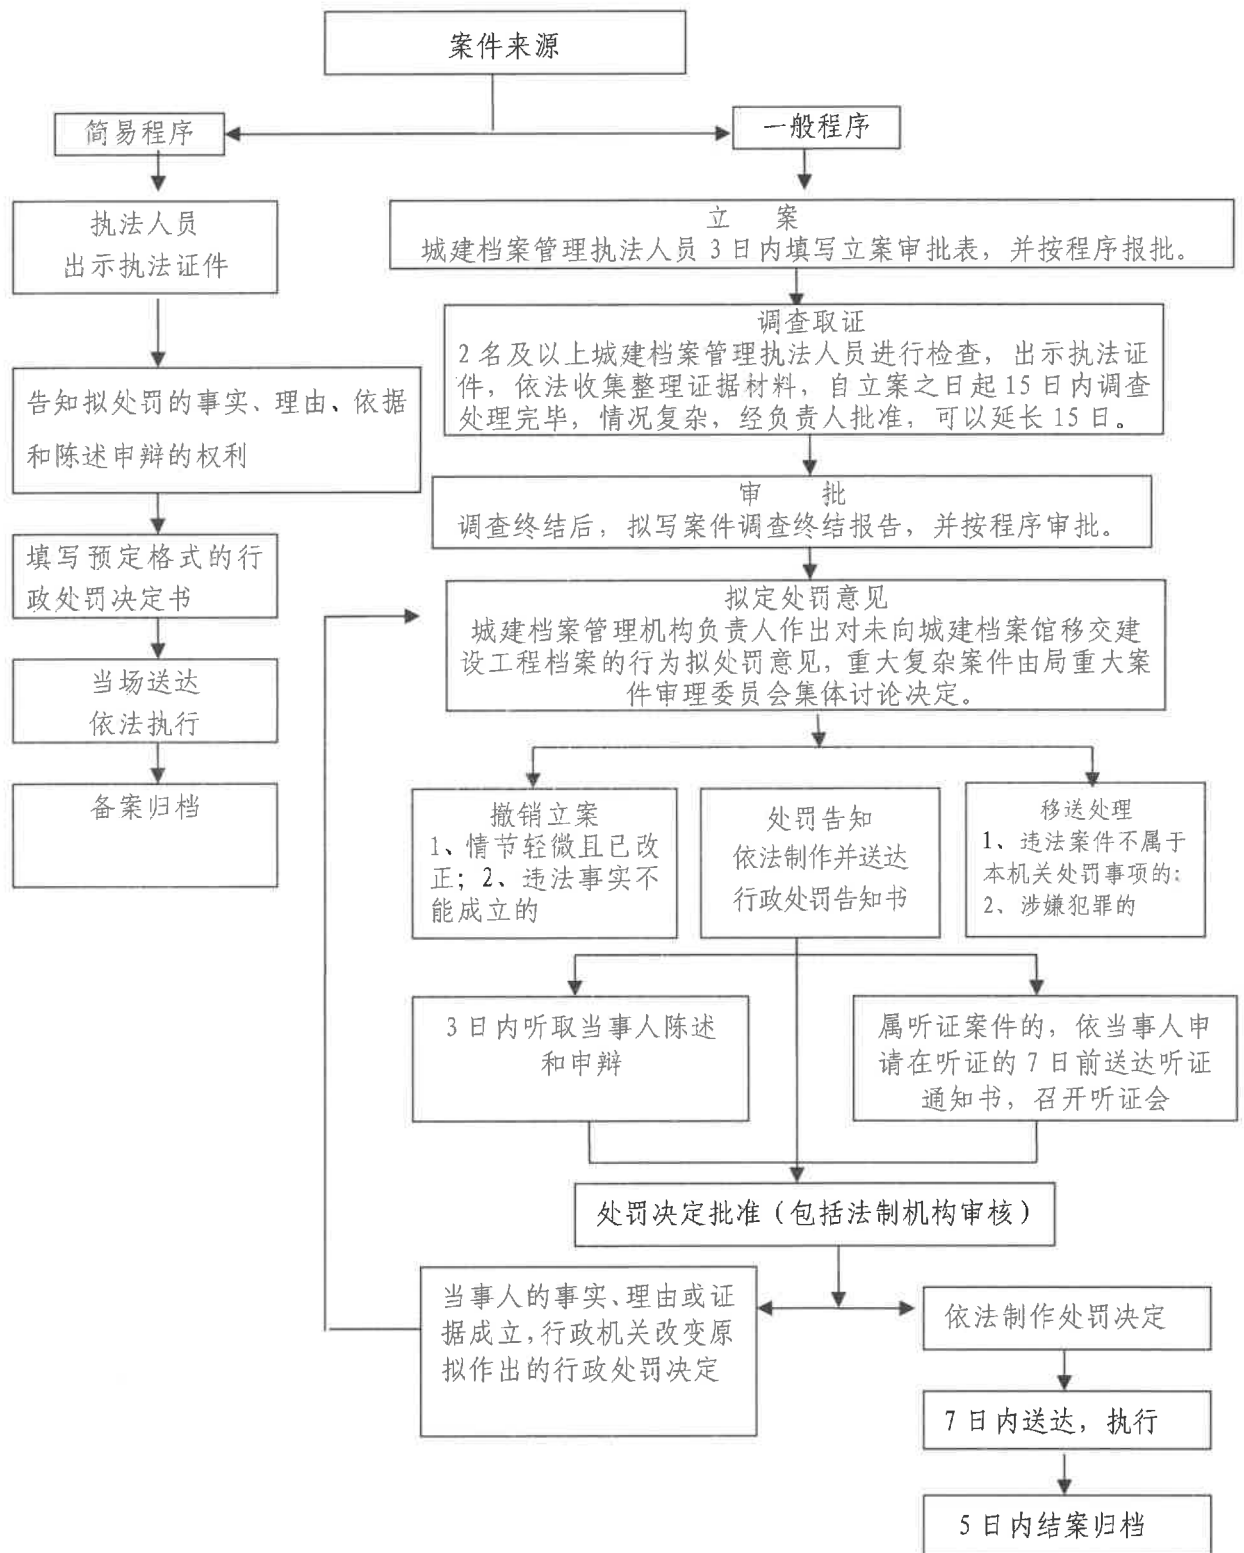 案件来源
简易程序
一般程序
执法人员
出示执法证件
告知拟处罚的事实、理由、依据
和陈述申辩的权利
填写预定格式的行
政处罚决定书
当场送达
依法执行
备案归档
立 案
城建档案管理执法人员 3 日内填写立案审批表，并按程序报批。
调查取证
2 名及以上城建档案管理执法人员进行检查，出示执法证
件，依法收集整理证据材料，自立案之日起 15 日内调查
处理完毕，情况复杂，经负责人批准，可以延长 15 日。
审 批
调查终结后，拟写案件调查终结报告，并按程序审批。
拟定处罚意见
城建档案管理机构负责人作出对未向城建档案馆移交建
设工程档案的行为拟处罚意见，重大复杂案件由局重大案
件审理委员会集体讨论决定。
撤销立案
1、情节轻微且已改
正；2、违法事实不
能成立的
处罚告知
依法制作并送达
行政处罚告知书
移送处理
1、违法案件不属于
本机关处罚事项的；
2、涉嫌犯罪的
3 日内听取当事人陈述
和申辩
属听证案件的，依当事人申
请在听证的 7 日前送达听证
通知书，召开听证会
处罚决定批准（包括法制机构审核）
当事人的事实、理由或证
据成立，行政机关改变原
拟作出的行政处罚决定
依法制作处罚决定
7 日内送达，执行
5 日内结案归档